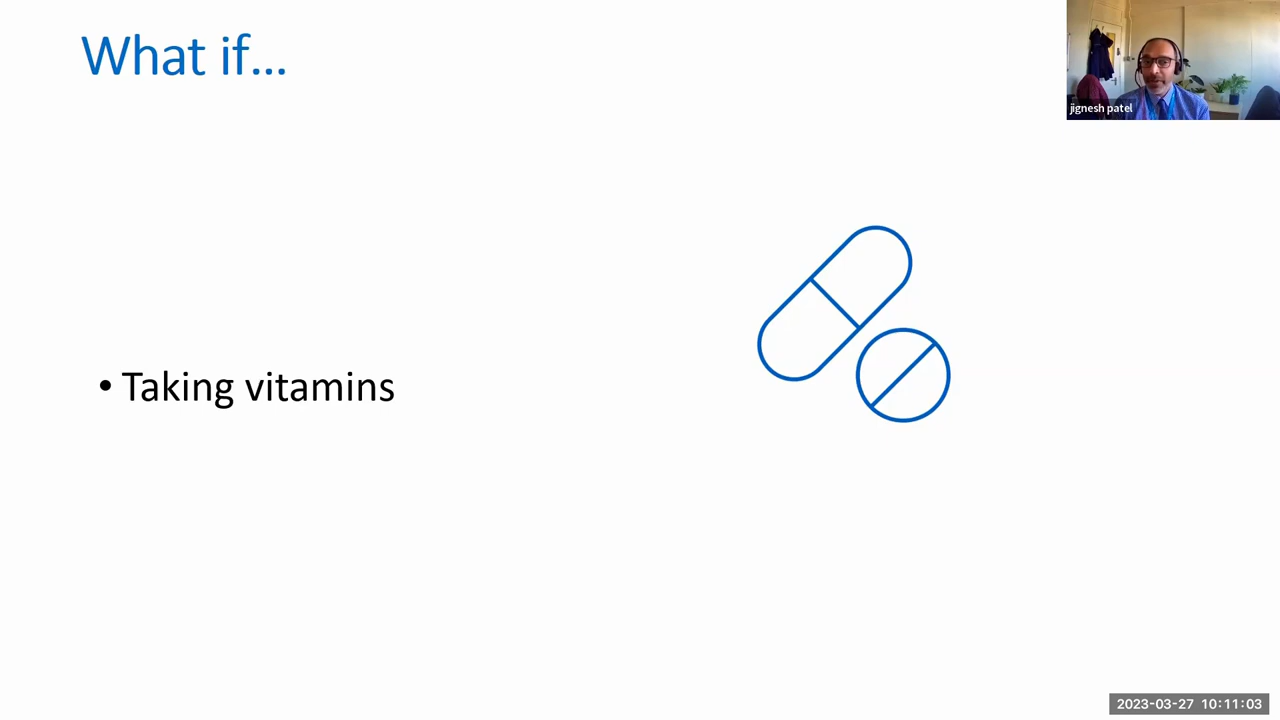 What if...
jignesh patel
• Taking vitamins
2023-03-27 10:11:03